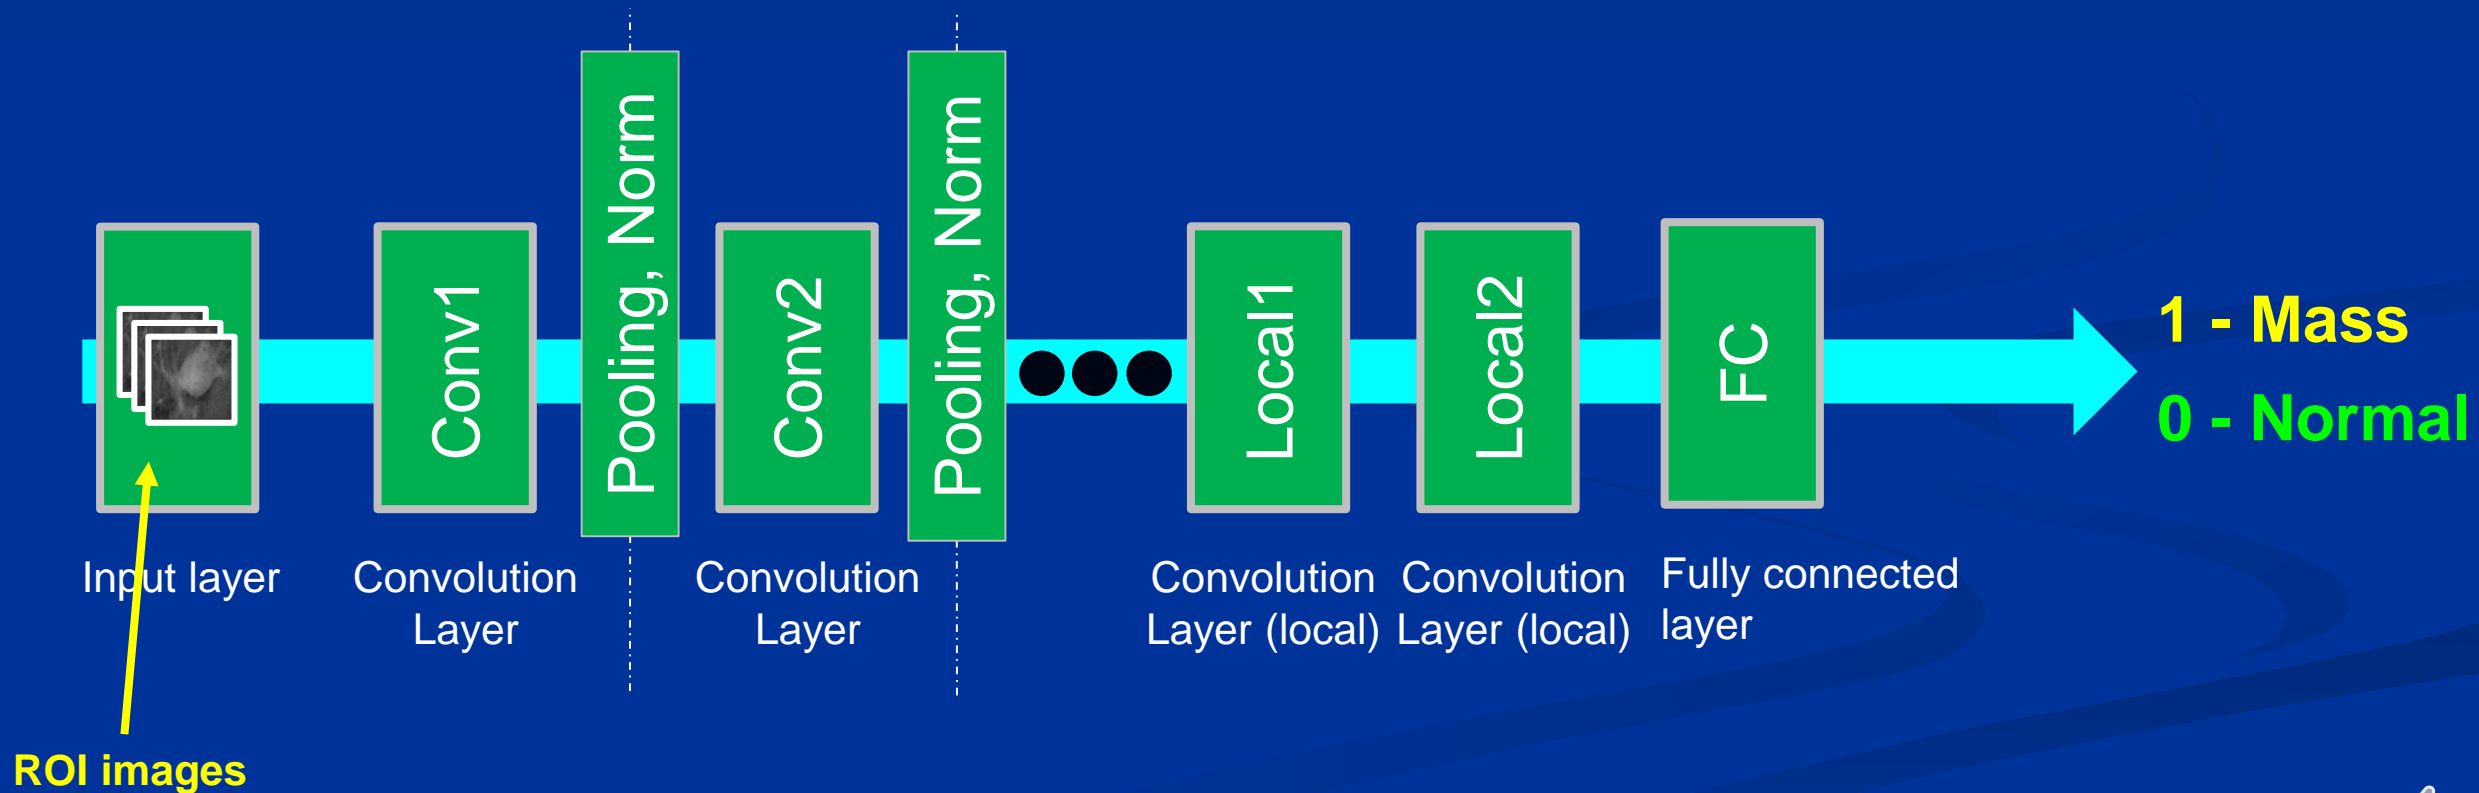 Conv1
Pooling, Norm
Conv2
Pooling, Norm
Local1
Local2
FC
1 - Mass
0 - Normal
Input layer
Convolution
Layer
Convolution
Layer
Convolution
Layer (local)
Convolution
Layer (local)
Fully connected
layer
ROI images